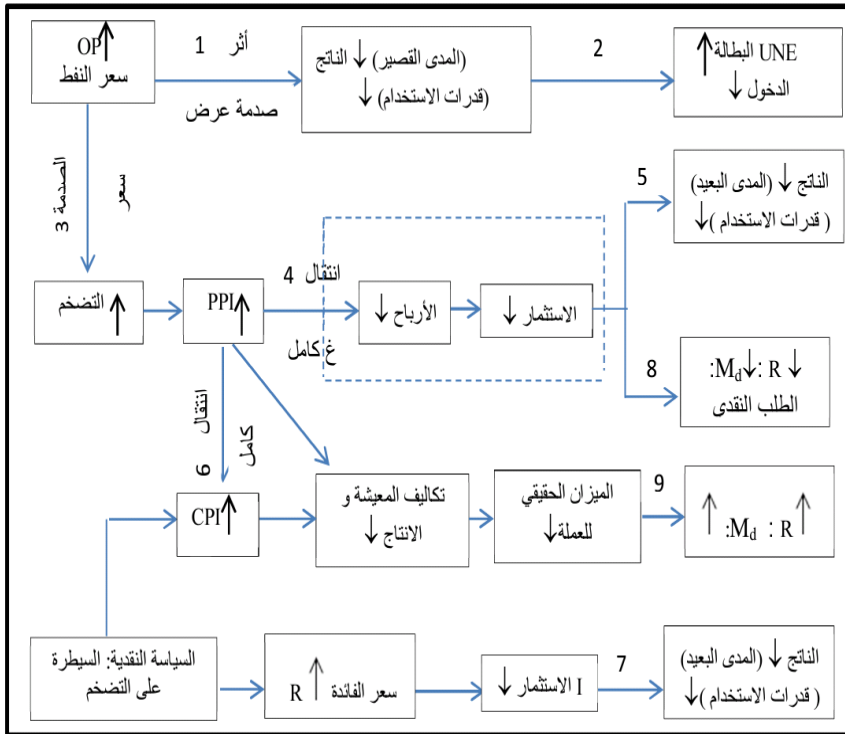 OP↑
سعر النفط
أثر 1
صدمة عرض
(المدى القصير) ↓ الناتج
(قدرات الاستخدام) ↓
2
UNE البطالة ↑
الدخول ↓
الصدمة 3
سعر
5
الناتج ↓ (المدى البعيد)
( قدرات الاستخدام )↓
التضخم ↑
PPI↑
انتقال 4
غ كامل
الأرباح ↓
الاستثمار ↓
8
:Md↓: R ↓
الطلب النقدى
انتقال 6
كامل
CPI↑
تكاليف المعيشة و
الانتاج ↓
الميزان الحقيقي
للعملة↓
9
↑ :Md : R ↑
السياسة النقدية: السيطرة
على التضخم
سعر الفائدة ↑ R
I الاستثمار ↓
7
الناتج ↓ (المدى البعيد)
( قدرات الاستخدام )↓